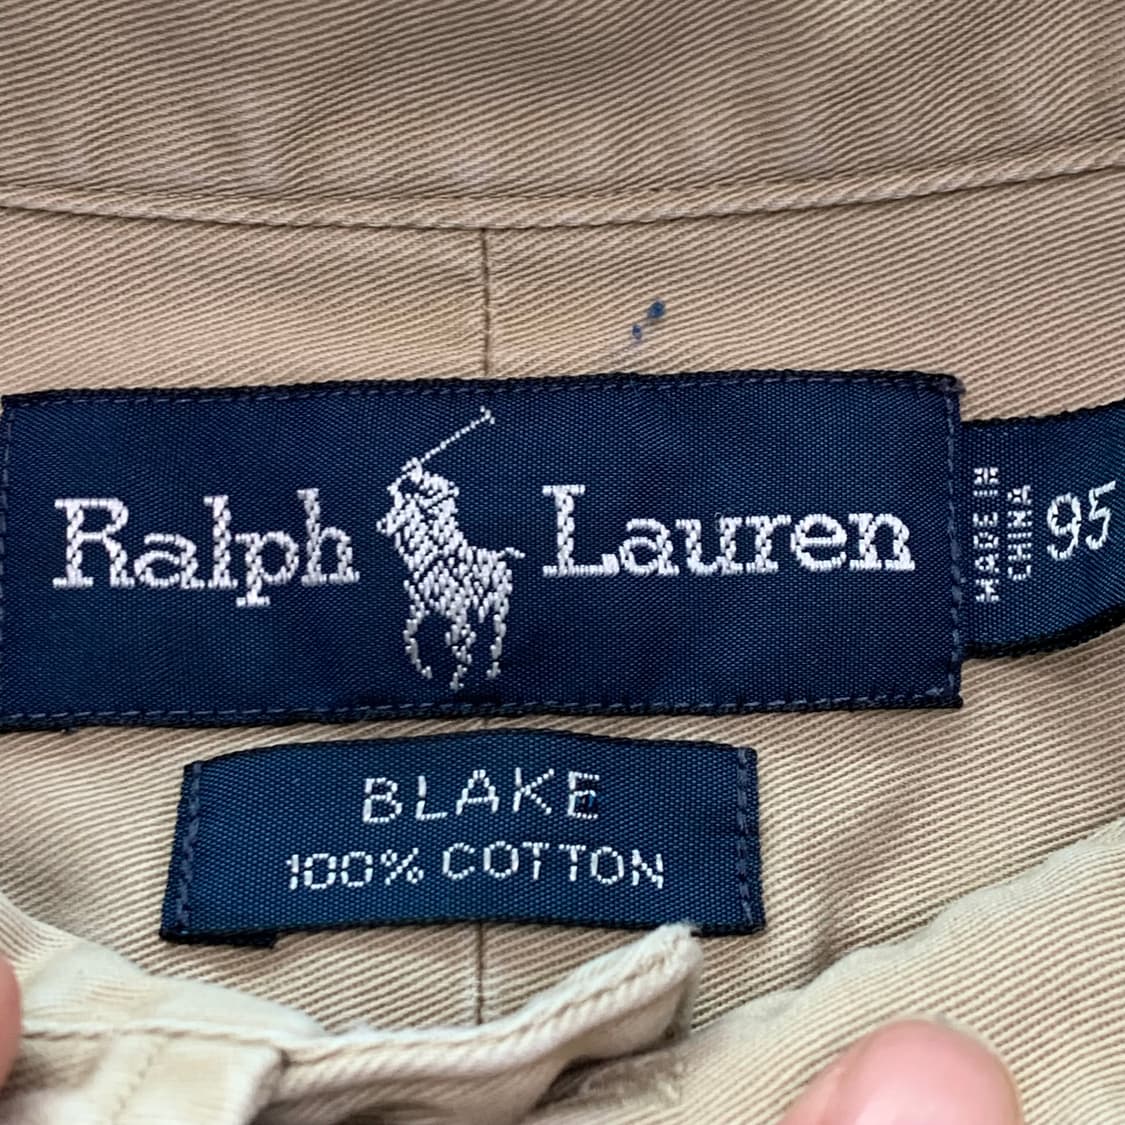 Ralph Lauren
MADE IN
CHINA
95
BLAKE
100% COTTON